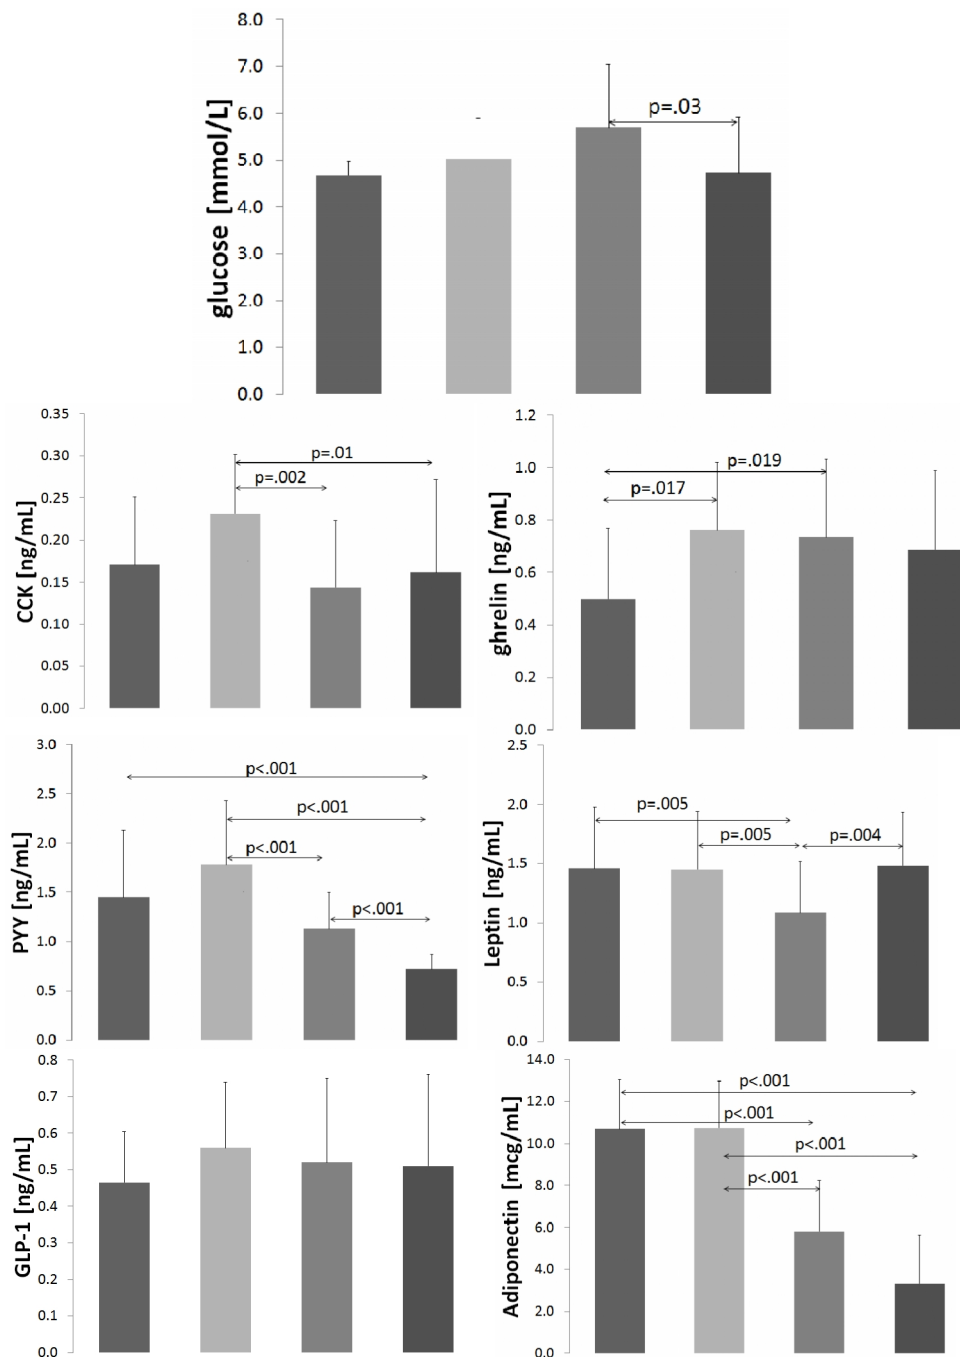 glucose [mmol/L]
8.0
7.0
6.0
5.0
4.0
3.0
2.0
1.0
0.0
p=.03
CCK [ng/mL]
0.35
0.30
0.25
0.20
0.15
0.10
0.05
0.00
p=.01
p=.002
ghrelin [ng/mL]
1.2
1.0
0.8
0.6
0.4
0.2
0.0
p=.019
p=.017
PYY [ng/mL]
3.0
2.5
2.0
1.5
1.0
0.5
0.0
p<.001
p<.001
p<.001
p<.001
Leptin [ng/mL]
2.5
2.0
1.5
1.0
0.5
0.0
p=.005
p=.005
p=.004
GLP-1 [ng/mL]
0.8
0.7
0.6
0.5
0.4
0.3
0.2
0.1
0.0
Adiponectin [mcg/mL]
14.0
12.0
10.0
8.0
6.0
4.0
2.0
0.0
p<.001
p<.001
p<.001
p<.001